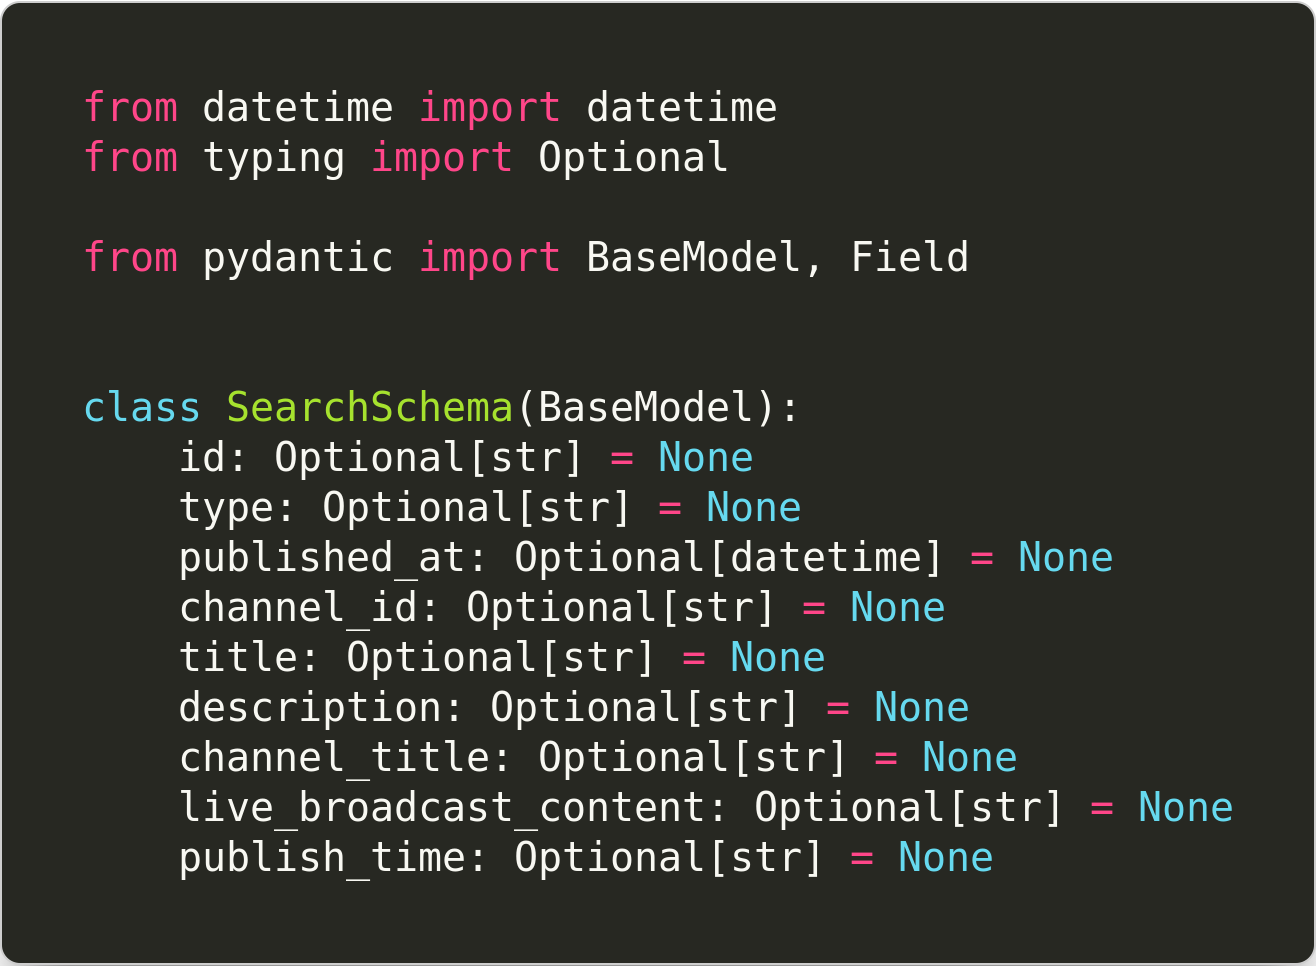 from datetime import datetime
from typing import Optional

from pydantic import BaseModel, Field


class SearchSchema(BaseModel):
    id: Optional[str] = None
    type: Optional[str] = None
    published_at: Optional[datetime] = None
    channel_id: Optional[str] = None
    title: Optional[str] = None
    description: Optional[str] = None
    channel_title: Optional[str] = None
    live_broadcast_content: Optional[str] = None
    publish_time: Optional[str] = None